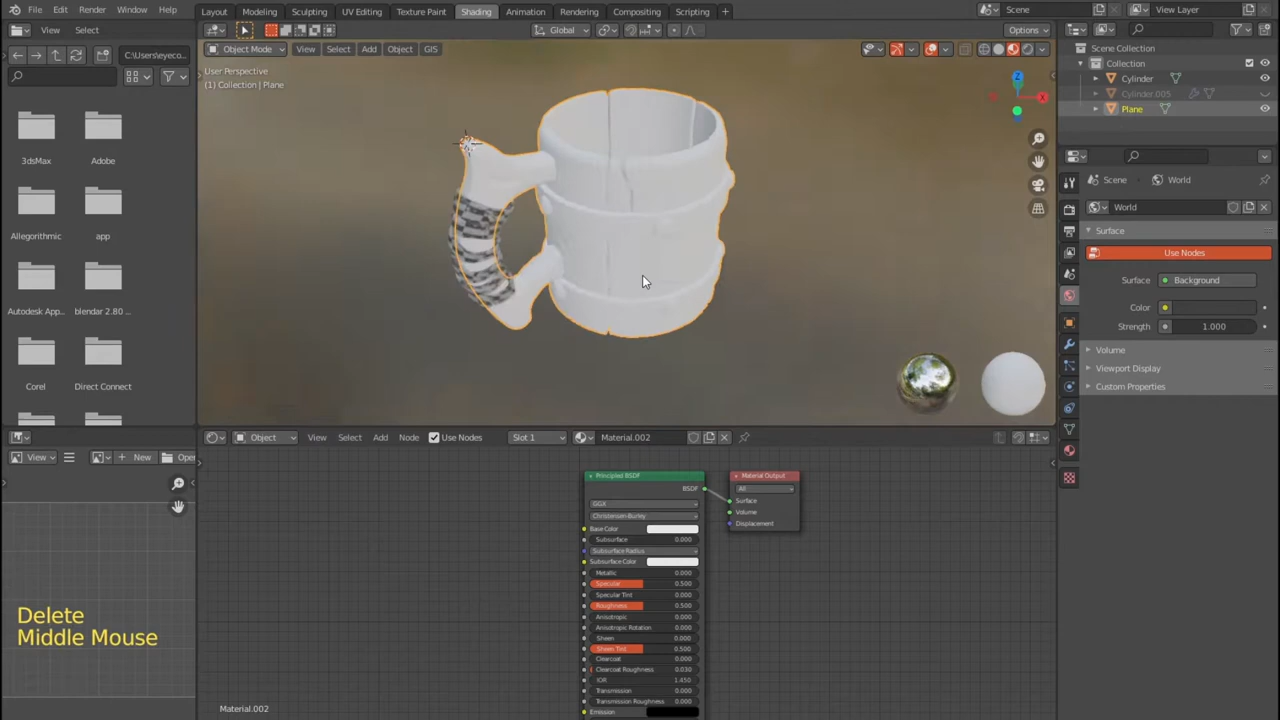 File Edit Render Window Help
Layout Modeling Sculpting UV Editing Texture Paint Shading Animation Rendering Compositing Scripting +
Scene
View Layer
View Select
Global
Options
C:\Users\eyeco...
Object Mode View Select Add Object GIS
User Perspective
(1) Collection | Plane
Z
X
Scene Collection
Collection
Cylinder
Cylinder.005
Plane
3dsMax
Adobe
Allegorithmic
app
Autodesk App...
blendar 2.80 ...
Corel
Direct Connect
Scene
World
World
Surface
Use Nodes
Surface
Background
Color
Strength
1.000
Volume
Viewport Display
Custom Properties
View
New
Open
Object View Select Add Node Use Nodes Slot 1 Material.002
Principled BSDF
BSDF
GGX
Christensen-Burley
Base Color
Subsurface 0.000
Subsurface Radius
Subsurface Color
Metallic 0.000
Specular 0.500
Specular Tint 0.000
Roughness 0.500
Anisotropic 0.000
Anisotropic Rotation 0.000
Sheen 0.000
Sheen Tint 0.500
Clearcoat 0.000
Clearcoat Roughness 0.030
IOR 1.450
Transmission 0.000
Transmission Roughness 0.000
Emission
Material Output
All
Surface
Volume
Displacement
Delete
Middle Mouse
Material.002